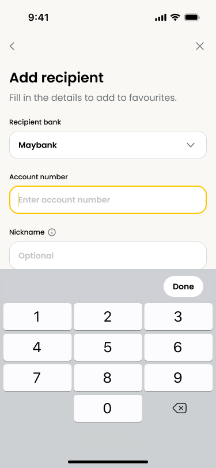 9:41
Add recipient
Fill in the details to add to favourites.
Recipient bank
Maybank
Account number
Enter account number
Nickname
Optional
Done
1 2 3
4 5 6
7 8 9
0